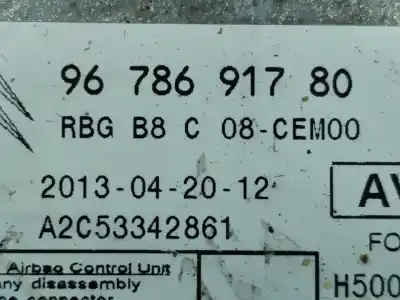 96 786 917 80
RBG B8 C 08-CEM00
2013-04-20-12
A2C53342861
AV
FO
Airbag Control Unit
any disassembly
connector
H500